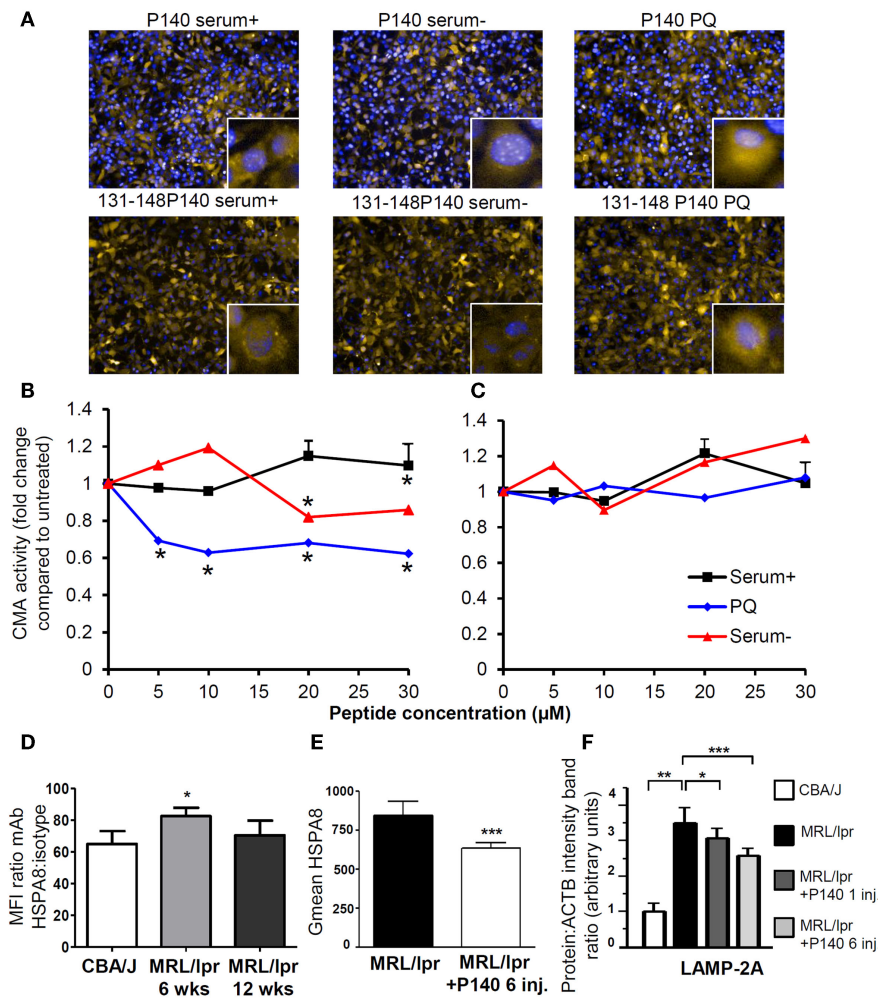 A
P140 serum+
P140 serum-
P140 PQ
131-148P140 serum+
131-148P140 serum-
131-148 P140 PQ
B
CMA activity (fold change
compared to untreated)
1.4
1.2
1
0.8
0.6
0.4
0.2
0
*
*
*
*
*
*
0 5 10 15 20 25 30
C
1.4
1.2
1
0.8
0.6
0.4
0.2
0
Serum+
PQ
Serum-
0 5 10 15 20 25 30
Peptide concentration (µM)
D
MFI ratio mAb
HSPA8:isotype
100
80
60
40
20
0
*
CBA/J
MRL/lpr
6 wks
MRL/lpr
12 wks
E
Gmean HSPA8
1000
750
500
250
0
***
MRL/lpr
MRL/lpr
+P140 6 inj.
F
Protein:ACTB intensity band
ratio (arbitrary units)
4
3
3
2
2
1
1
0
**
*
***
LAMP-2A
CBA/J
MRL/lpr
MRL/lpr
+P140 1 inj.
MRL/lpr
+P140 6 inj.